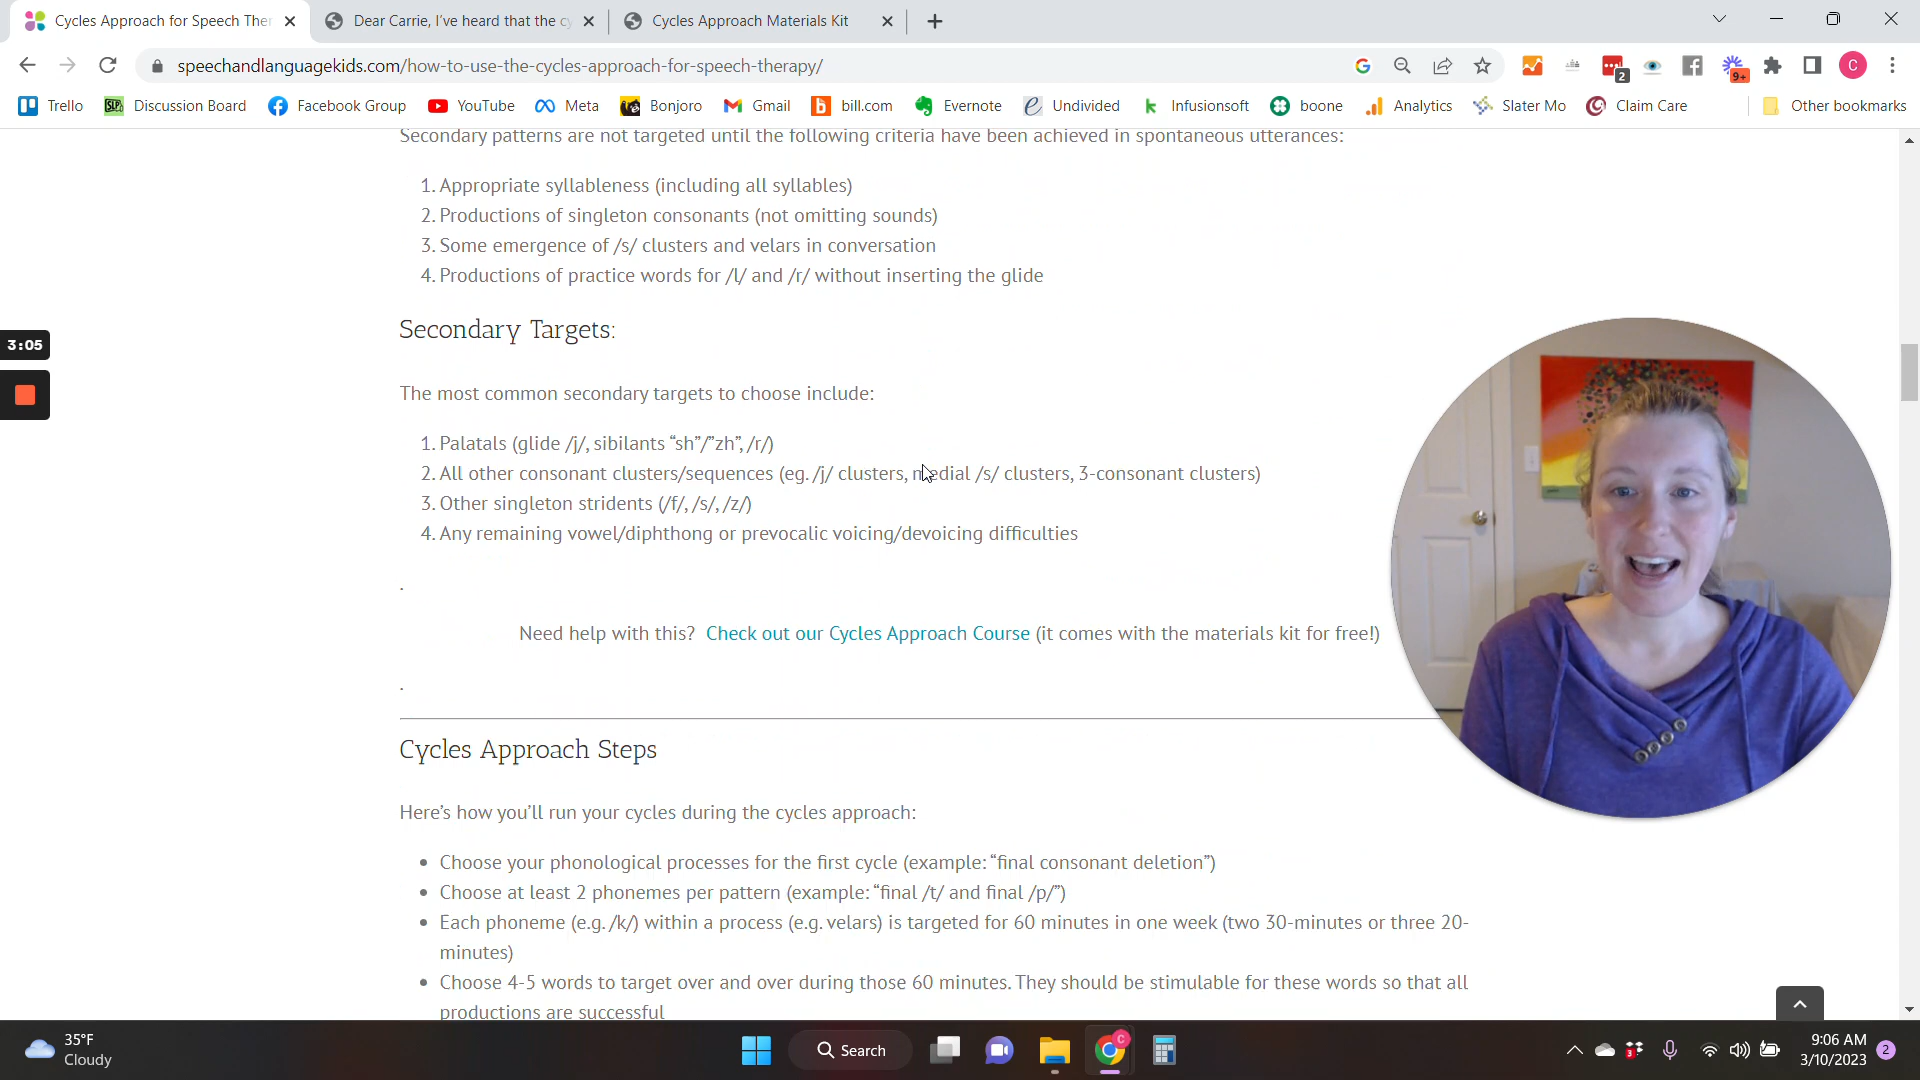 Cycles Approach for Speech Ther
Dear Carrie, I've heard that the cy
Cycles Approach Materials Kit
speechandlanguagekids.com/how-to-use-the-cycles-approach-for-speech-therapy/
2
9+
C
Trello
SLP
Discussion Board
Facebook Group
YouTube
Meta
Bonjoro
Gmail
bill.com
Evernote
Undivided
Infusionsoft
boone
Analytics
Slater Mo
Claim Care
Other bookmarks
Secondary patterns are not targeted until the following criteria have been achieved in spontaneous utterances:
1. Appropriate syllableness (including all syllables)
2. Productions of singleton consonants (not omitting sounds)
3. Some emergence of /s/ clusters and velars in conversation
4. Productions of practice words for /l/ and /r/ without inserting the glide
3:05
Secondary Targets:
The most common secondary targets to choose include:
1. Palatals (glide /j/, sibilants “sh”/”zh”, /r/)
2. All other consonant clusters/sequences (eg. /j/ clusters, medial /s/ clusters, 3-consonant clusters)
3. Other singleton stridents (/f/, /s/, /z/)
4. Any remaining vowel/diphthong or prevocalic voicing/devoicing difficulties
.
Need help with this? Check out our Cycles Approach Course (it comes with the materials kit for free!)
.
Cycles Approach Steps
Here’s how you’ll run your cycles during the cycles approach:
• Choose your phonological processes for the first cycle (example: “final consonant deletion”)
• Choose at least 2 phonemes per pattern (example: “final /t/ and final /p/”)
• Each phoneme (e.g. /k/) within a process (e.g. velars) is targeted for 60 minutes in one week (two 30-minutes or three 20-
minutes)
• Choose 4-5 words to target over and over during those 60 minutes. They should be stimulable for these words so that all
productions are successful
35°F
Cloudy
Search
C
3
9:06 AM
3/10/2023
2